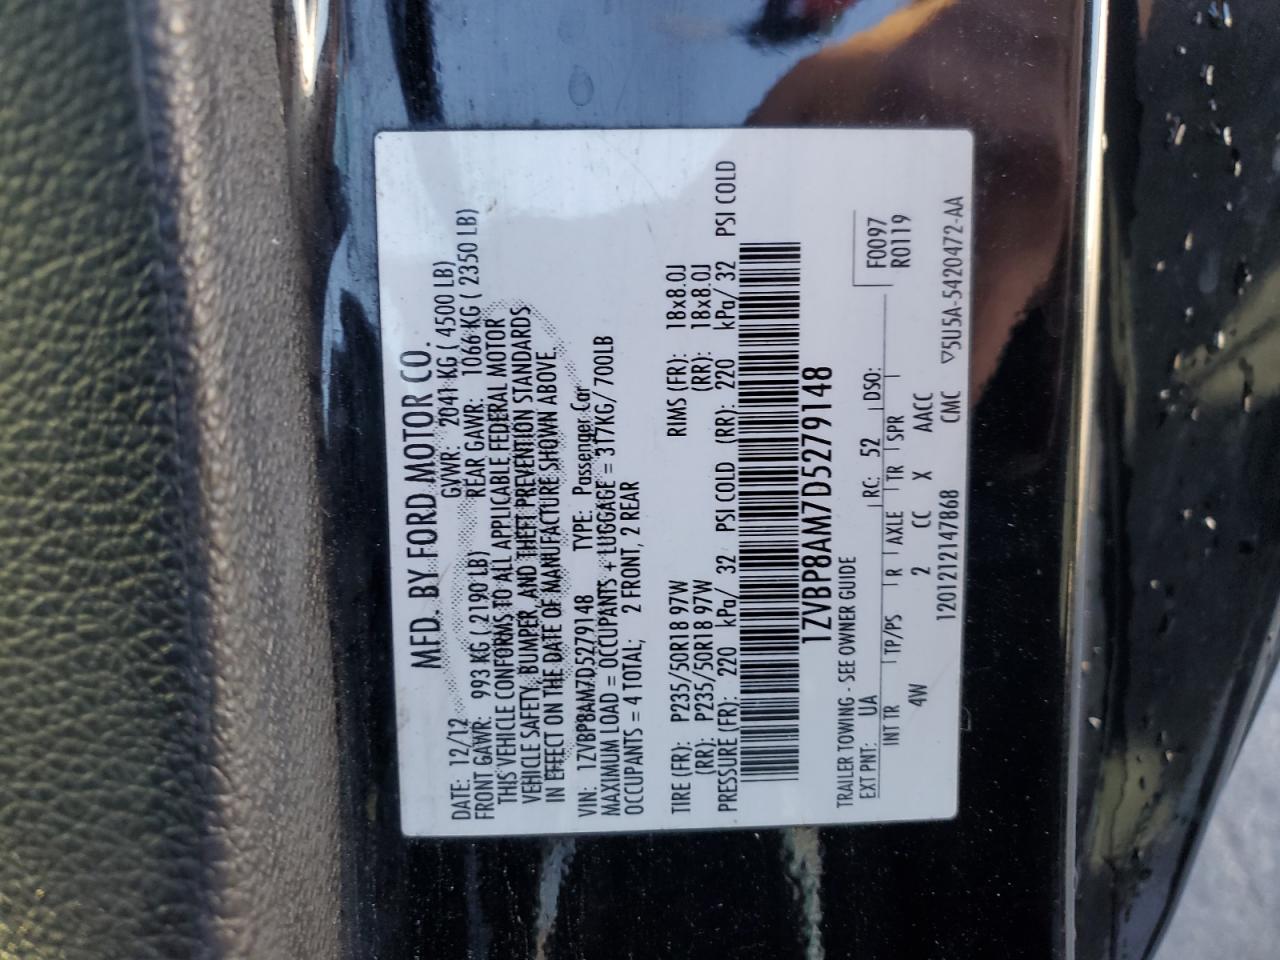 MFD. BY FORD MOTOR CO.
DATE: 12/12 GVWR: 2041 KG ( 4500 LB)
FRONT GAWR: 993 KG ( 2190 LB) REAR GAWR: 1066 KG ( 2350 LB)
THIS VEHICLE CONFORMS TO ALL APPLICABLE FEDERAL MOTOR
VEHICLE SAFETY, BUMPER, AND THEFT PREVENTION STANDARDS
IN EFFECT ON THE DATE OF MANUFACTURE SHOWN ABOVE.
VIN: 1ZVBP8AM7D5279148 TYPE: Passenger Car
MAXIMUM LOAD = OCCUPANTS + LUGGAGE = 317KG/700LB
OCCUPANTS = 4 TOTAL; 2 FRONT, 2 REAR
TIRE (FR): P235/50R18 97W RMS (FR): 18x8.0J
(RR): P235/50R18 97W (RR): 18x8.0J
PRESSURE (FR): 220 kPa/ 32 PSI COLD (RR): 220 kPa/ 32 PSI COLD
1ZVBP8AM7D5279148
TRAILER TOWING - SEE OWNER GUIDE
EXT PNT: UA RC: 52 DSO: F0097
R0119
INT TR TP/PS R AXLE TR SPR
4W 2 CC X AACC
120121214786​8 CMC ▽5U5A-5420472-AA